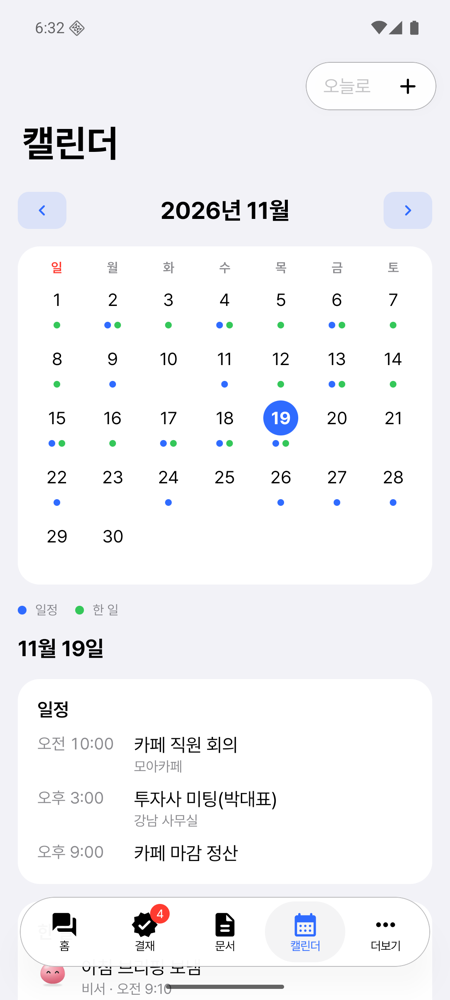 6:32
오늘로 +
캘린더
2026년 11월
일 월 화 수 목 금 토
1 2 3 4 5 6 7
8 9 10 11 12 13 14
15 16 17 18 19 20 21
22 23 24 25 26 27 28
29 30
일정 한 일
11월 19일
일정
오전 10:00 카페 직원 회의
모아카페
오후 3:00 투자사 미팅(박대표)
강남 사무실
오후 9:00 카페 마감 정산
4
홈 결재 문서 캘린더 더보기
비서 · 오전 9:10